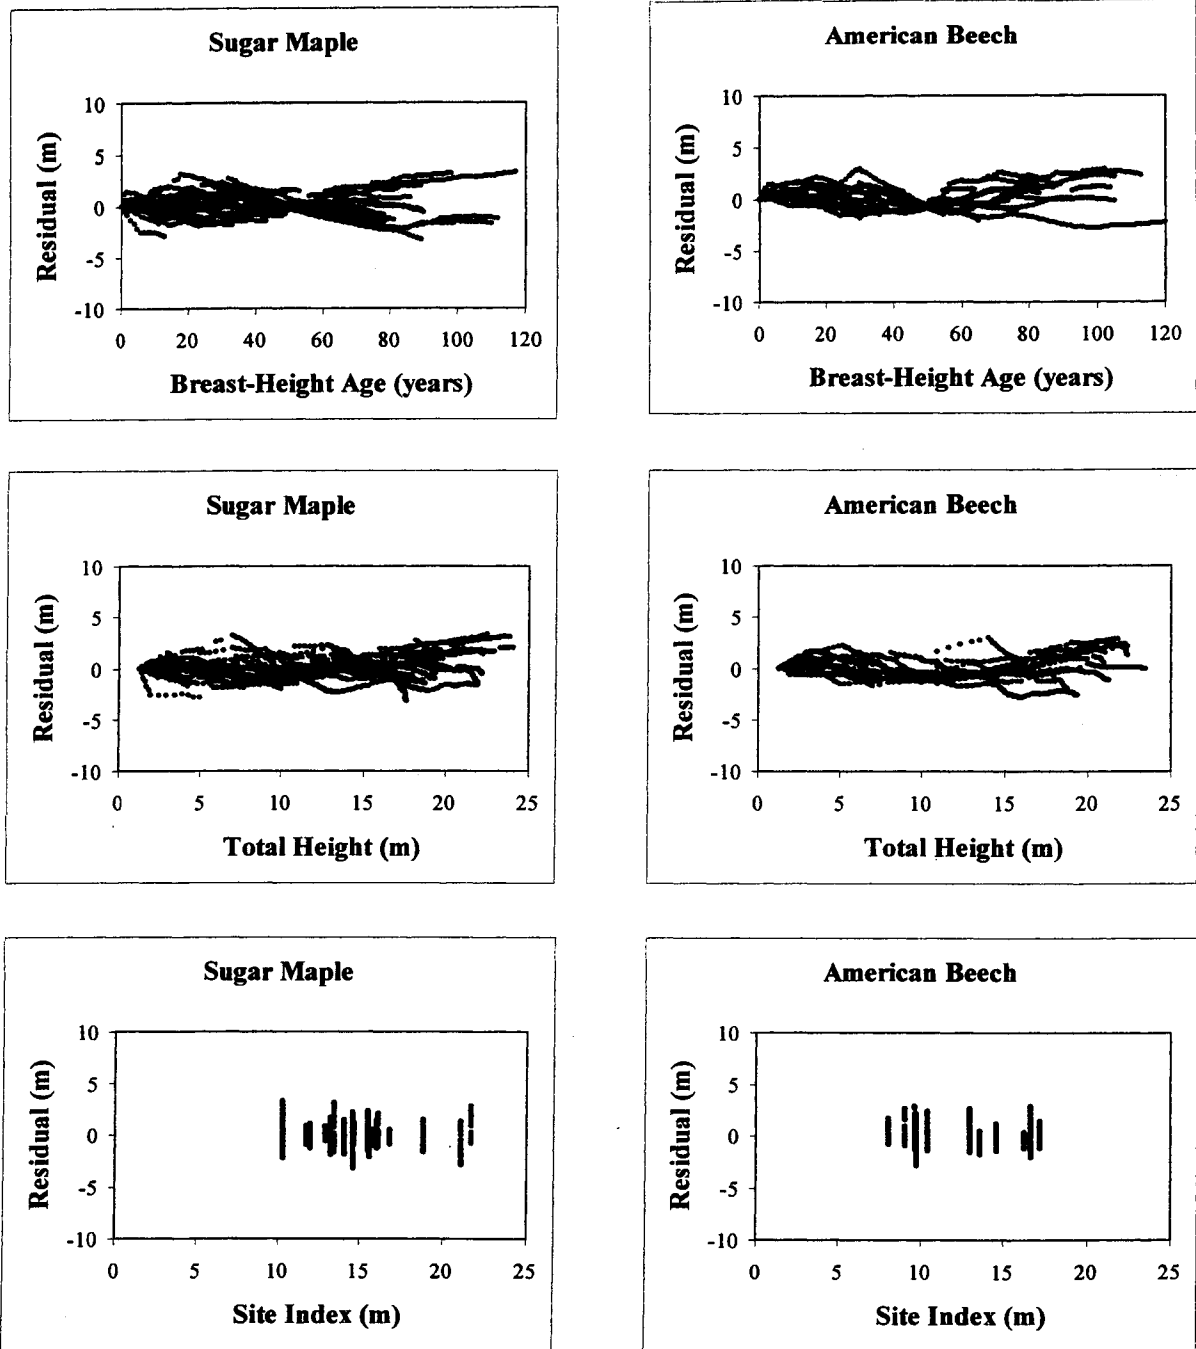 Sugar Maple
10
5
0
-5
-10
Residual (m)
0 20 40 60 80 100 120
Breast-Height Age (years)
American Beech
10
5
0
-5
-10
Residual (m)
0 20 40 60 80 100 120
Breast-Height Age (years)
Sugar Maple
10
5
0
-5
-10
Residual (m)
0 5 10 15 20 25
Total Height (m)
American Beech
10
5
0
-5
-10
Residual (m)
0 5 10 15 20 25
Total Height (m)
Sugar Maple
10
5
0
-5
-10
Residual (m)
0 5 10 15 20 25
Site Index (m)
American Beech
10
5
0
-5
-10
Residual (m)
0 5 10 15 20 25
Site Index (m)